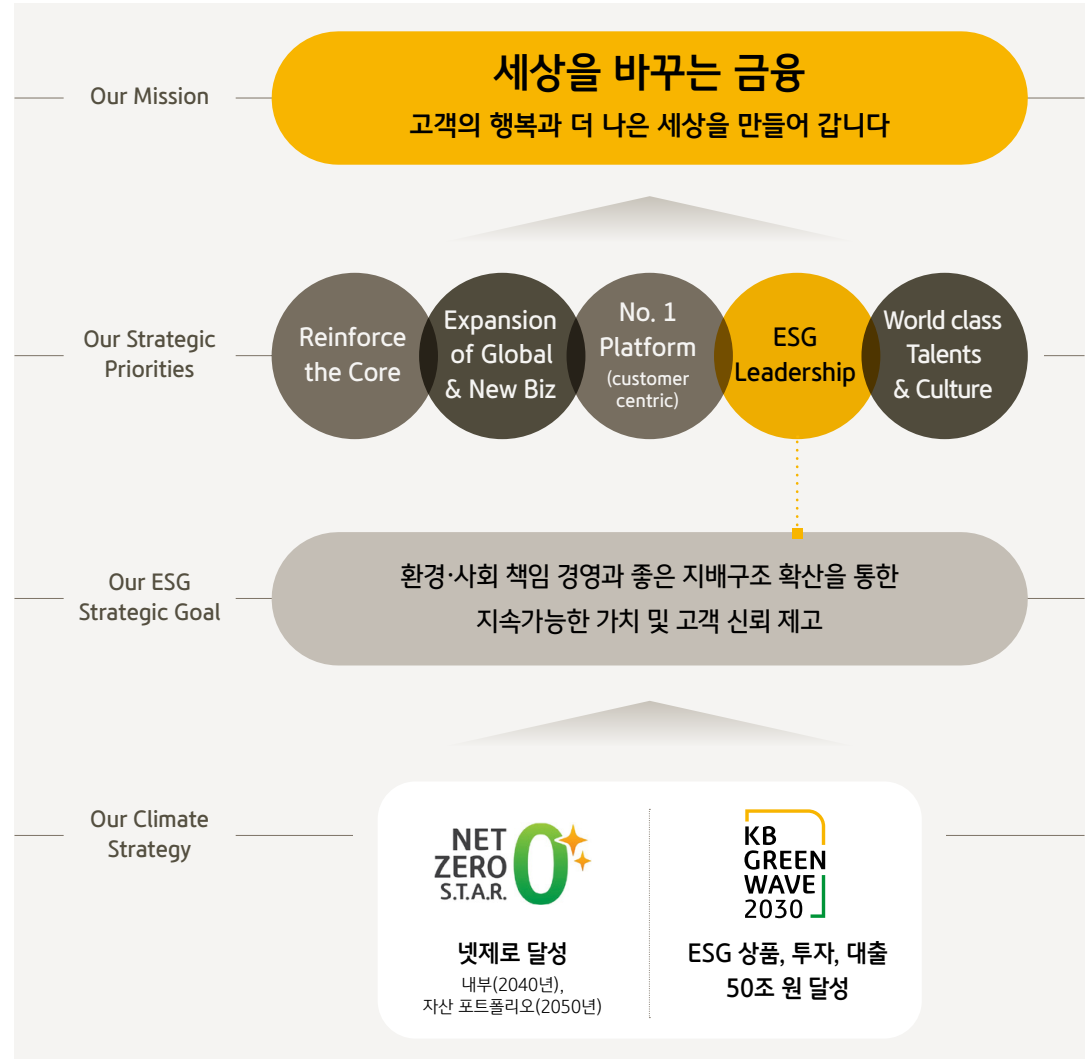 Our Mission
세상을 바꾸는 금융
고객의 행복과 더 나은 세상을 만들어 갑니다
Our Strategic
Priorities
Reinforce
the Core
Expansion
of Global
& New Biz
No. 1
Platform
(customer
centric)
ESG
Leadership
World class
Talents
& Culture
Our ESG
Strategic Goal
환경·사회 책임 경영과 좋은 지배구조 확산을 통한
지속가능한 가치 및 고객 신뢰 제고
Our Climate
Strategy
NET
ZERO
S.T.A.R.
0
넷제로 달성
내부(2040년),
자산 포트폴리오(2050년)
KB
GREEN
WAVE
2030
ESG 상품, 투자, 대출
50조 원 달성